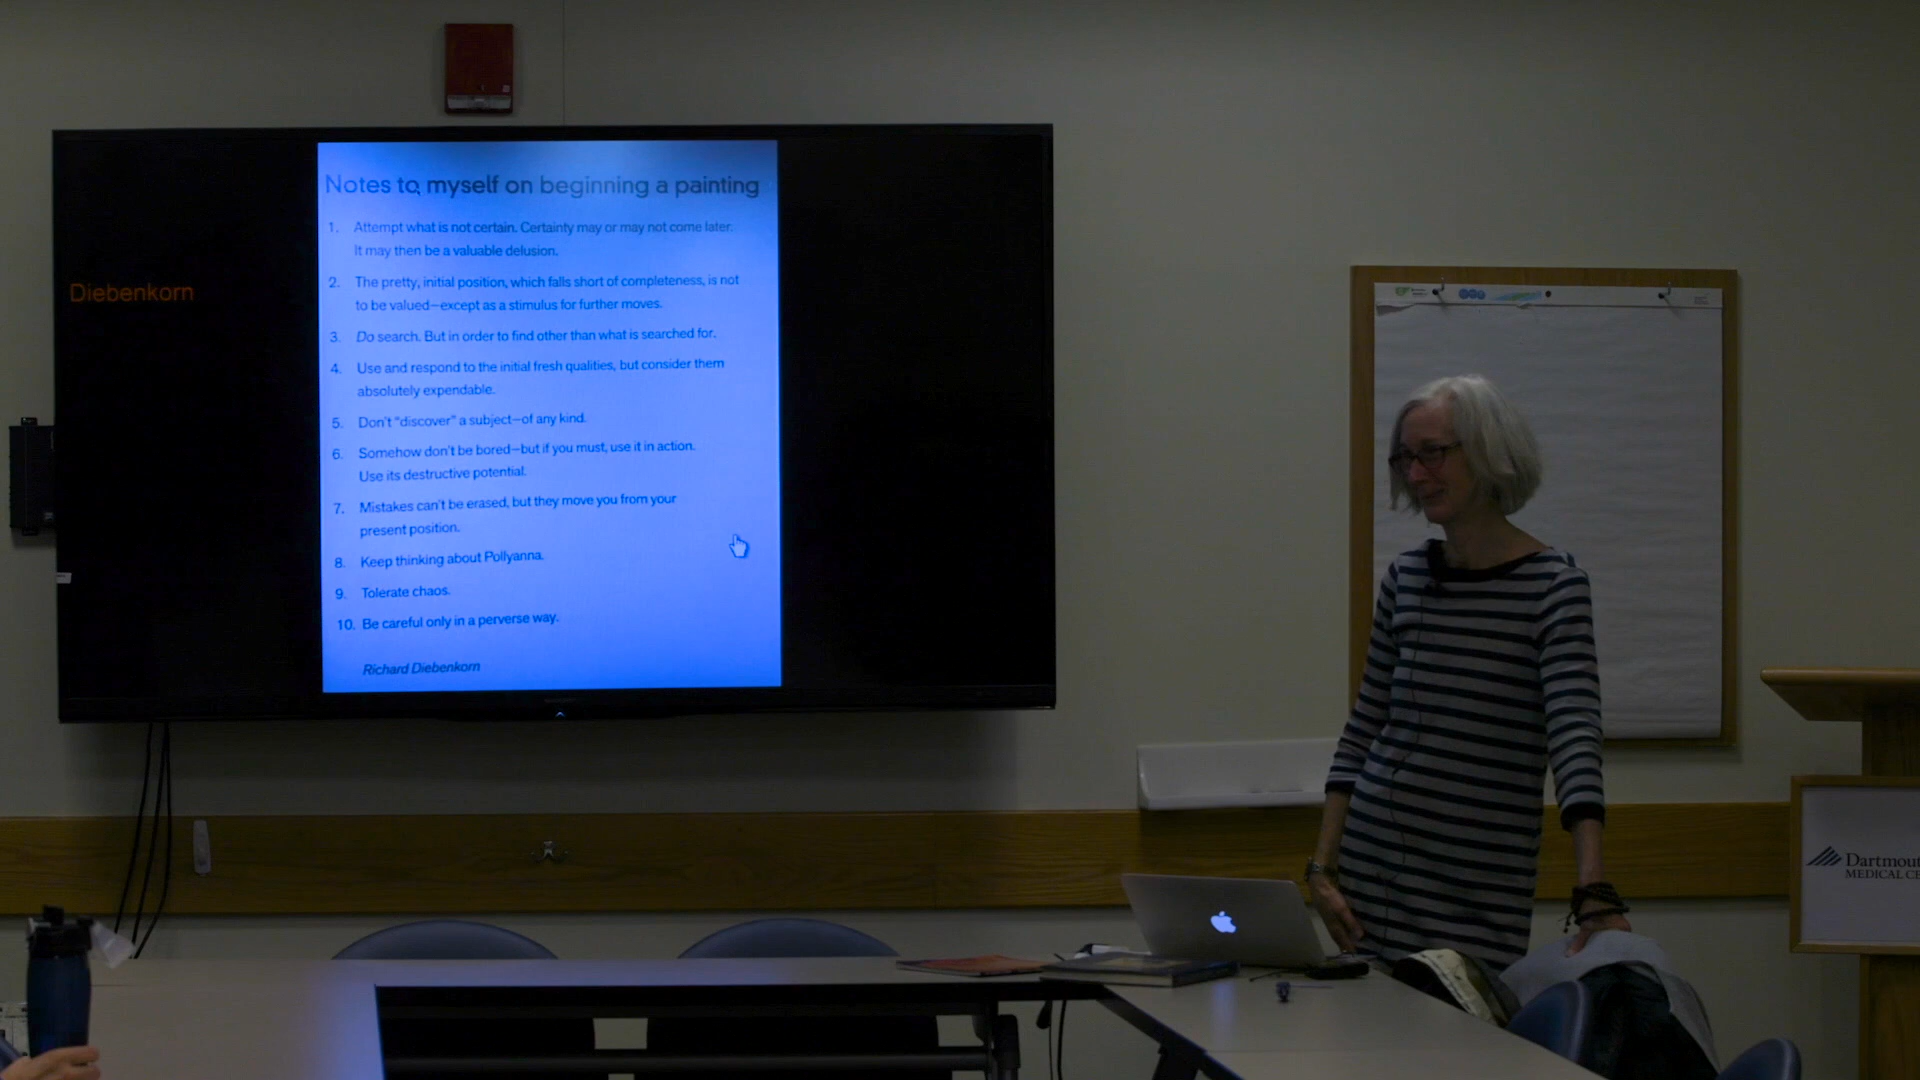 Diebenkorn
Notes to myself on beginning a painting
1. Attempt what is not certain. Certainty may or may not come later.
It may then be a valuable delusion.
2. The pretty, initial position, which falls short of completeness, is not
to be valued—except as a stimulus for further moves.
3. Do search. But in order to find other than what is searched for.
4. Use and respond to the initial fresh qualities, but consider them
absolutely expendable.
5. Don't "discover" a subject—of any kind.
6. Somehow don't be bored—but if you must, use it in action.
Use its destructive potential.
7. Mistakes can't be erased, but they move you from your
present position.
8. Keep thinking about Pollyanna.
9. Tolerate chaos.
10. Be careful only in a perverse way.
Richard Diebenkorn
Dartmou
MEDICAL CE